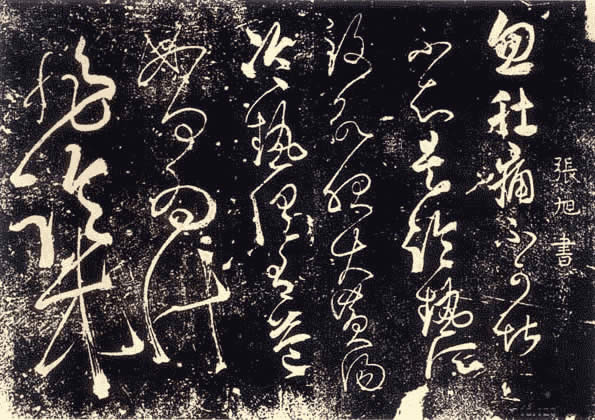 張旭書
忽肚痛不可堪
不知是冷熱所
致欲服大黃湯
冷熱俱有益
如何為計
非臨床